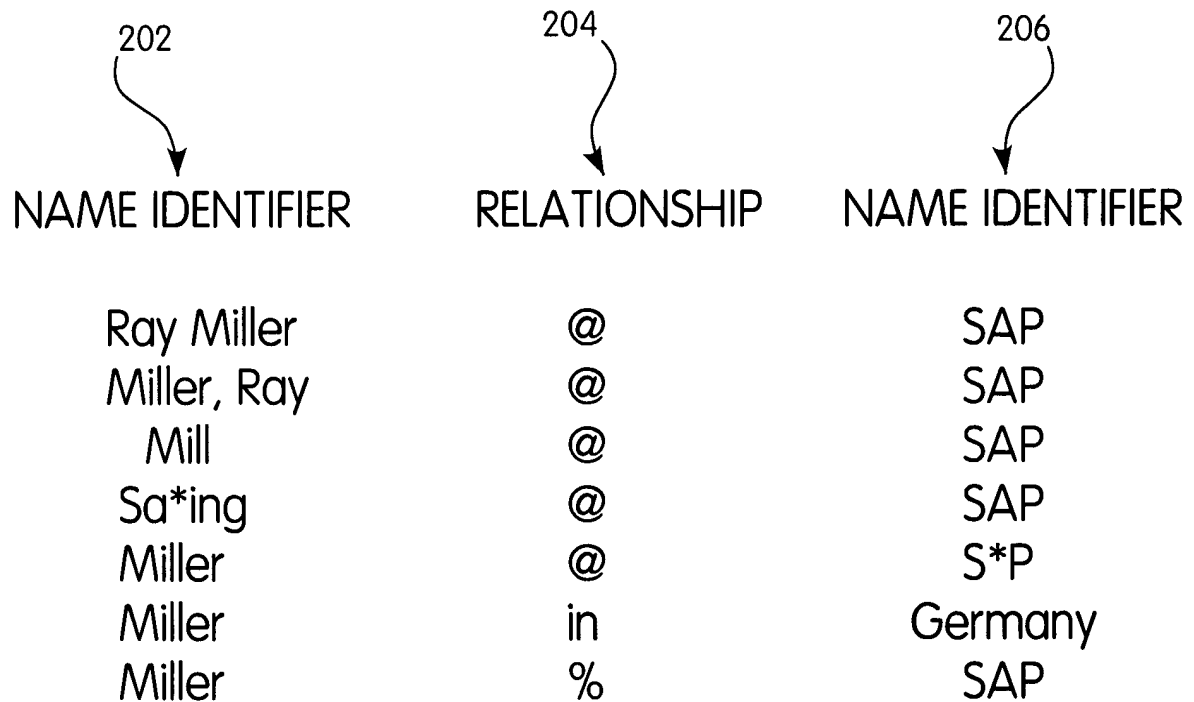 202 204 206
NAME IDENTIFIER RELATIONSHIP NAME IDENTIFIER
Ray Miller @ SAP
Miller, Ray @ SAP
Mill @ SAP
Sa*ing @ SAP
Miller @ S*P
Miller in Germany
Miller % SAP